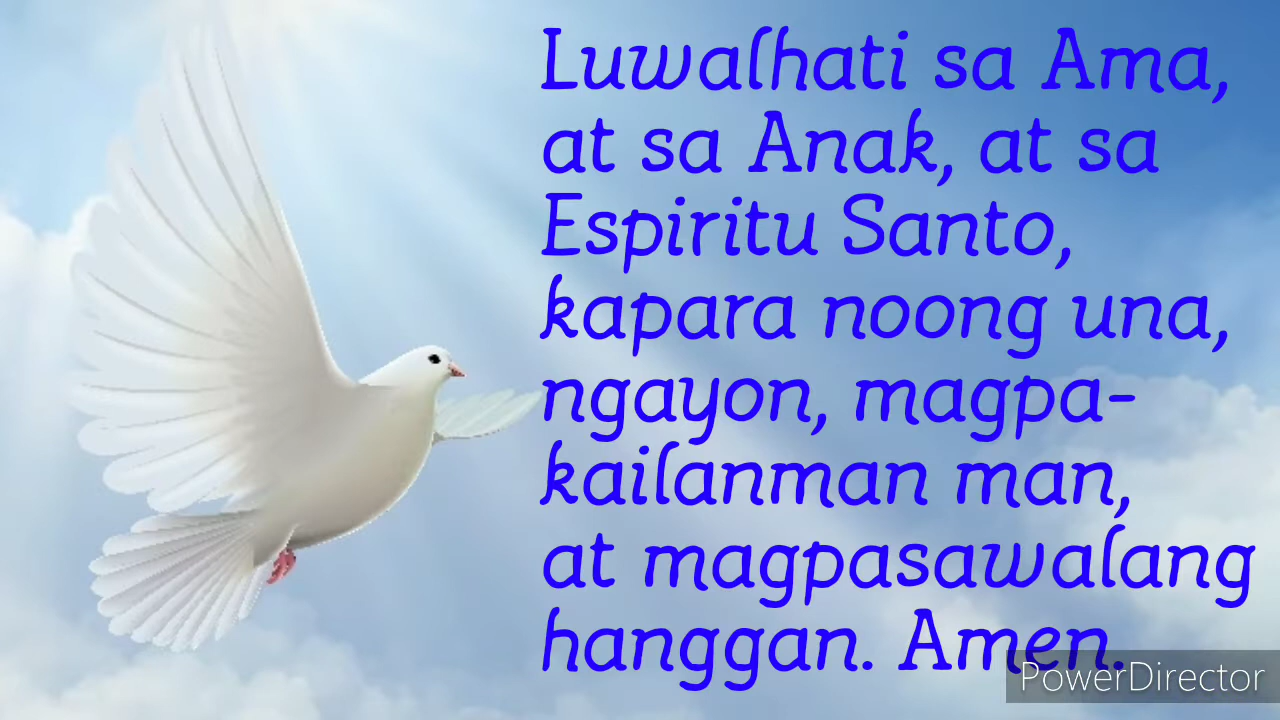 Luwalhati sa Ama,
at sa Anak, at sa
Espiritu Santo,
kapara noong una,
ngayon, magpa-
kailanman man,
at magpasawalang
hanggan. Amen.
PowerDirector